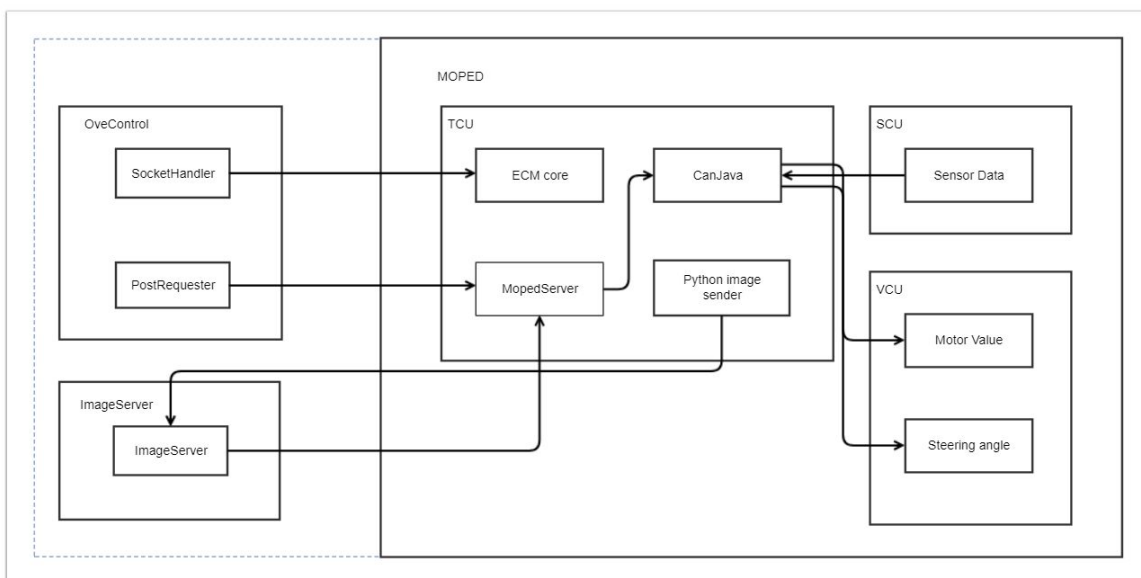 MOPED
OveControl
SocketHandler
PostRequester
TCU
ECM core
CanJava
MopedServer
Python image
sender
SCU
Sensor Data
VCU
Motor Value
Steering angle
ImageServer
ImageServer